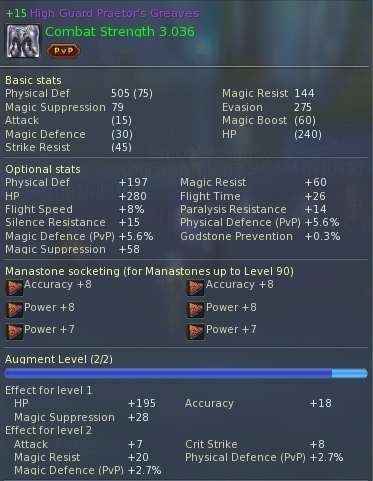 +15 High Guard Praetor's Greaves
Combat Strength 3.036
PvP
Basic stats
Physical Def 505 (75) Magic Resist 144
Magic Suppression 79 Evasion 275
Attack (15) Magic Boost (60)
Magic Defence (30) HP (240)
Strike Resist (45)
Optional stats
Physical Def +197 Magic Resist +60
HP +280 Flight Time +26
Flight Speed +8% Paralysis Resistance +14
Silence Resistance +15 Physical Defence (PvP) +5.6%
Magic Defence (PvP) +5.6% Godstone Prevention +0.3%
Magic Suppression +58
Manastone socketing (for Manastones up to Level 90)
Accuracy +8 Accuracy +8
Power +8 Power +8
Power +7 Power +7
Augment Level (2/2)
Effect for level 1
HP +195 Accuracy +18
Magic Suppression +28
Effect for level 2
Attack +7 Crit Strike +8
Magic Resist +20 Physical Defence (PvP) +2.7%
Magic Defence (PvP) +2.7%